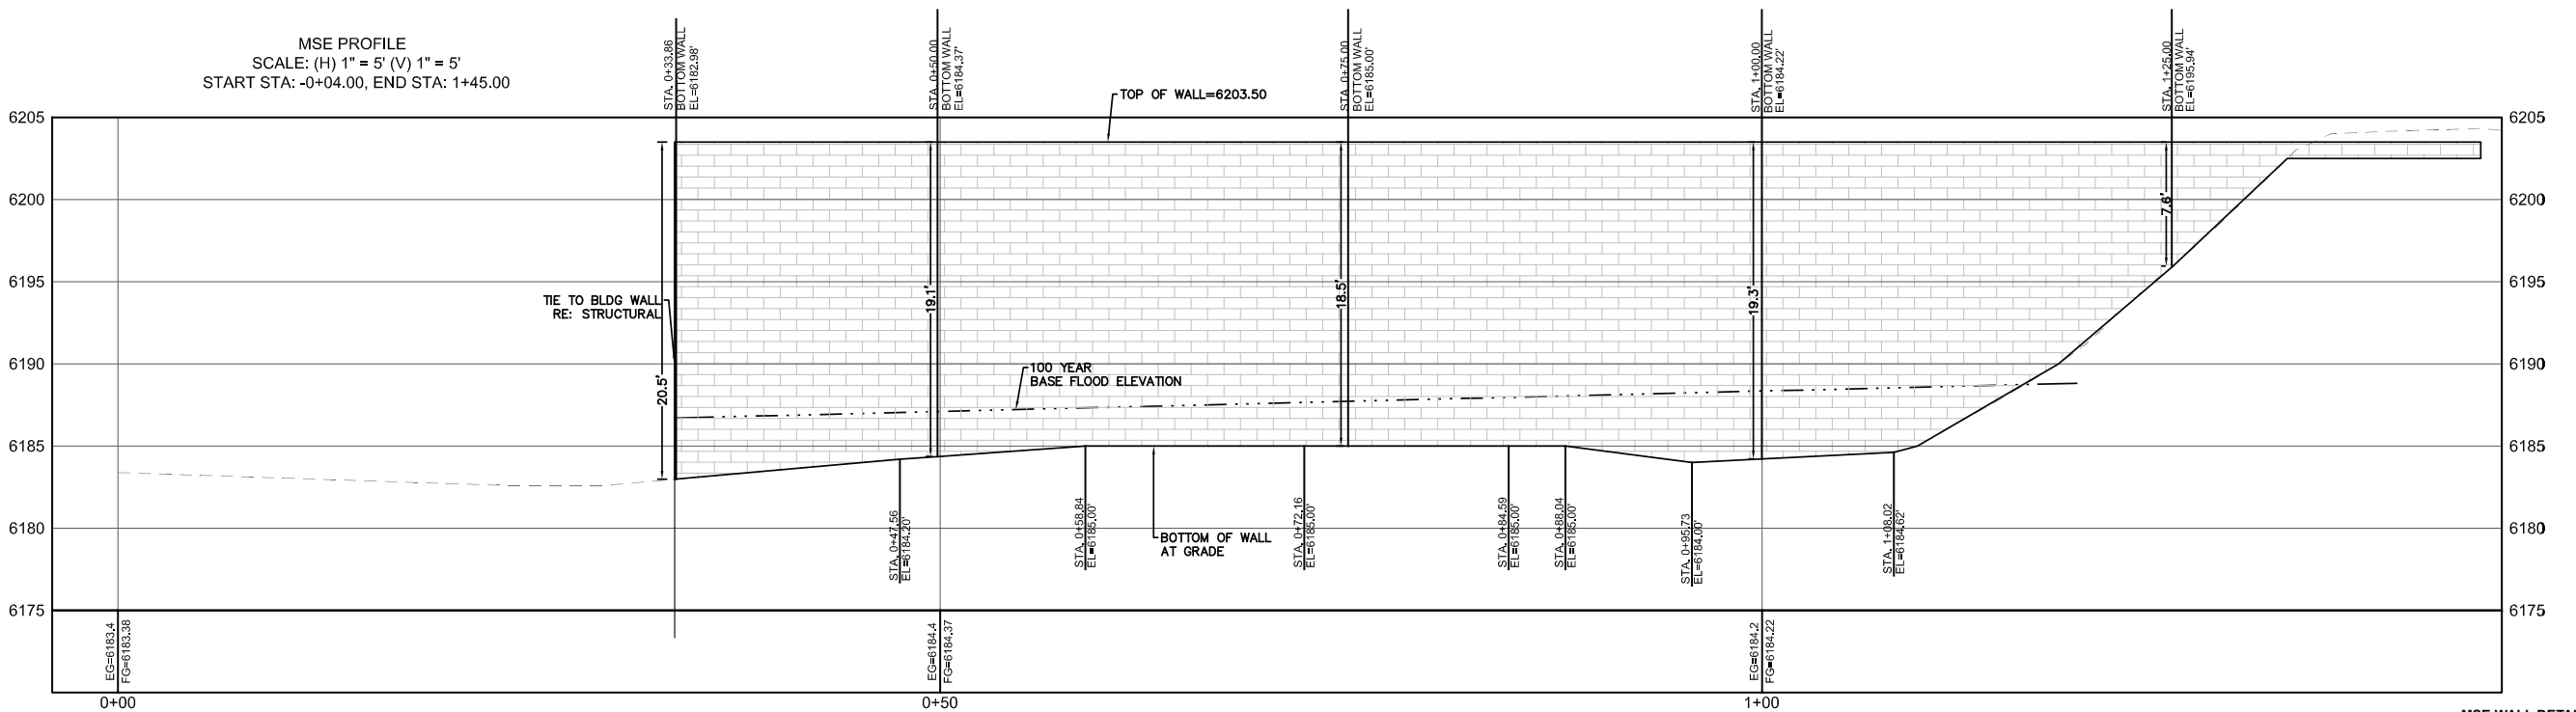 MSE PROFILE
SCALE: (H) 1" = 5' (V) 1" = 5'
START STA: -0+04.00, END STA: 1+45.00
STA. 0+33.86
BOTTOM WALL
EL=6182.98'
STA. 0+50.00
BOTTOM WALL
EL=6184.37'
STA. 0+75.00
BOTTOM WALL
EL=6185.00'
STA. 1+00.00
BOTTOM WALL
EL=6184.22'
STA. 1+25.00
BOTTOM WALL
EL=6195.94'
TOP OF WALL=6203.50
6205
6200
6195
6190
6185
6180
6175
6205
6200
6195
6190
6185
6180
6175
TIE TO BLDG WALL
RE: STRUCTURAL
20.5'
19.1'
18.5'
19.3'
7.6'
100 YEAR
BASE FLOOD ELEVATION
STA. 0+47.56
EL=6184.20'
STA. 0+58.84
EL=6185.00'
BOTTOM OF WALL
AT GRADE
STA. 0+72.16
EL=6185.00'
STA. 0+84.59
EL=6185.00'
STA. 0+88.04
EL=6185.00'
STA. 0+95.73
EL=6184.00'
STA. 1+08.02
EL=6184.62'
EG=6183.4
FG=6183.38
EG=6184.4
FG=6184.37
EG=6184.2
FG=6184.22
0+00
0+50
1+00